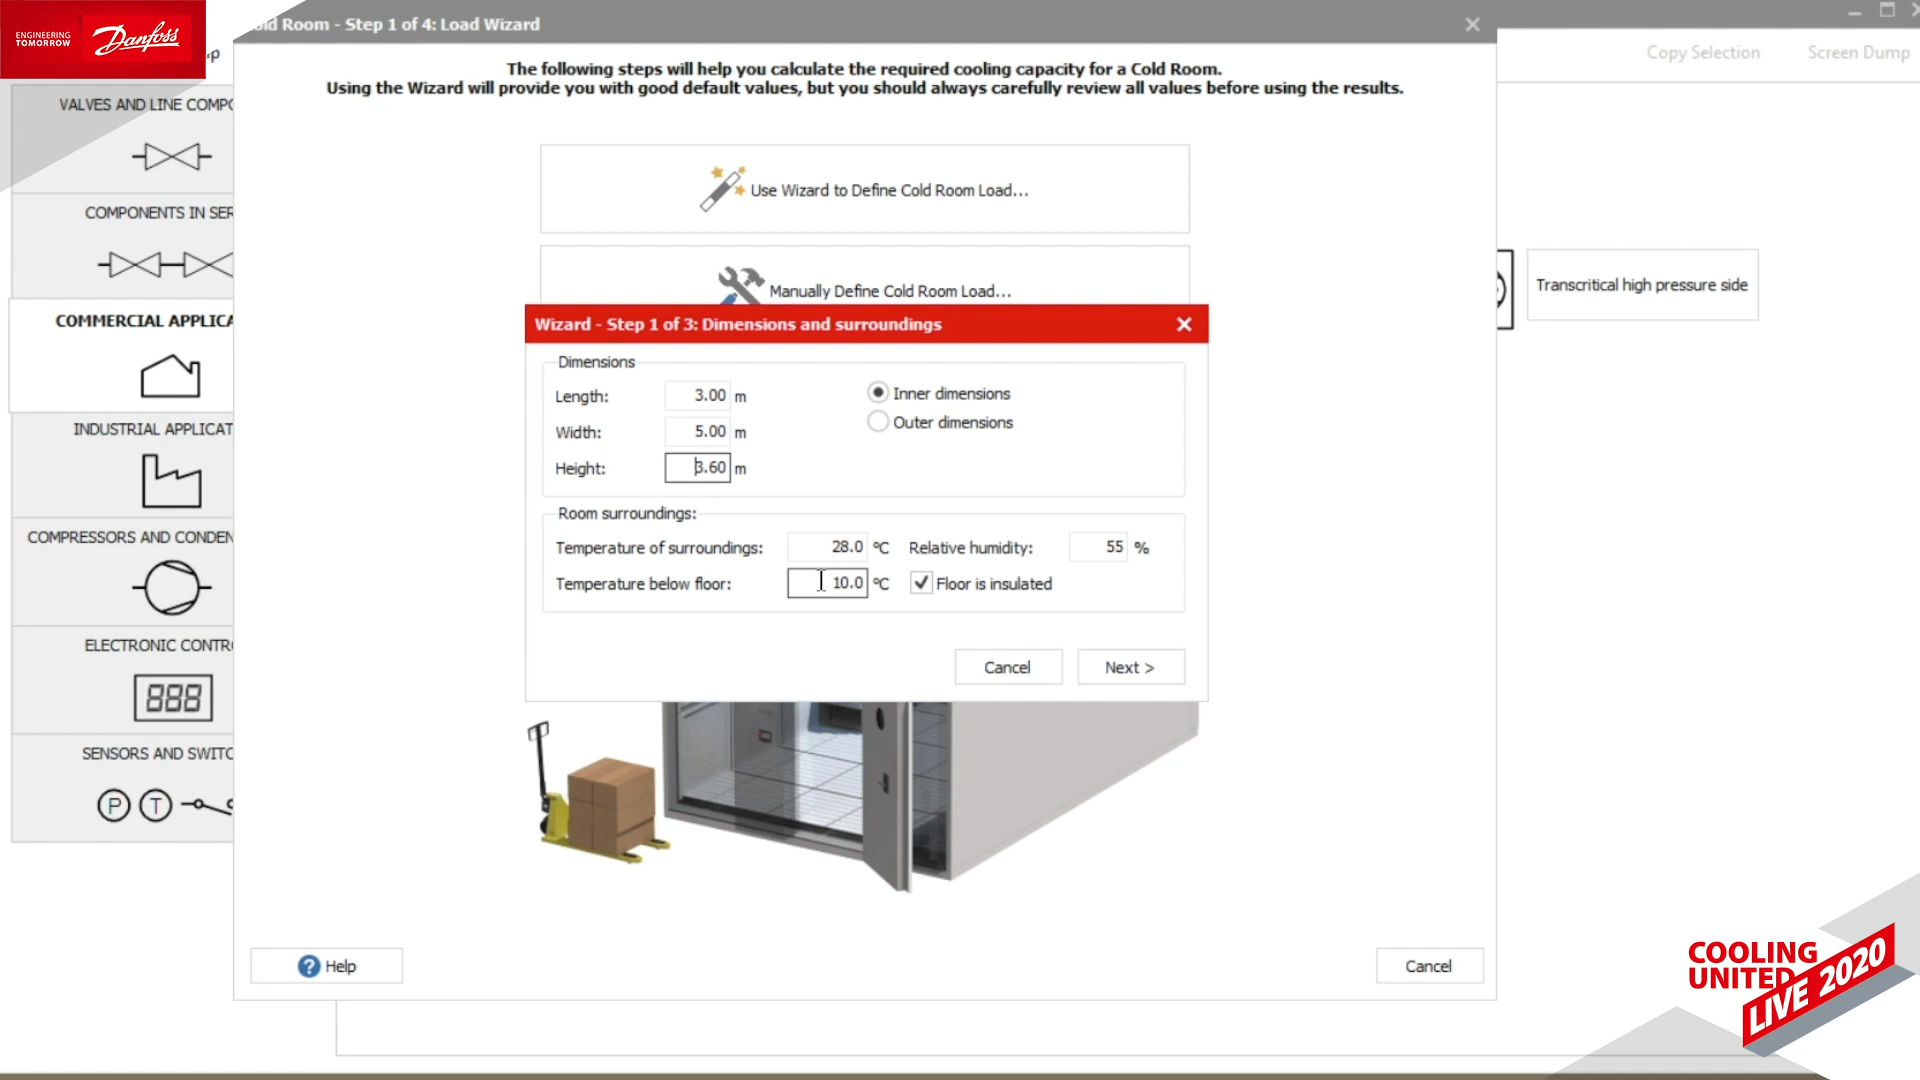 ENGINEERING
TOMORROW
Danfoss
Room - Step 1 of 4: Load Wizard
Copy Selection
Screen Dump
The following steps will help you calculate the required cooling capacity for a Cold Room.
Using the Wizard will provide you with good default values, but you should always carefully review all values before using the results.
VALVES AND LINE COMPO
Use Wizard to Define Cold Room Load...
COMPONENTS IN SER
Manually Define Cold Room Load...
Transcritical high pressure side
COMMERCIAL APPLICA
Wizard - Step 1 of 3: Dimensions and surroundings
Dimensions
Length: 3.00 m
Inner dimensions
Width: 5.00 m
Outer dimensions
Height: 3.60 m
INDUSTRIAL APPLICAT
Room surroundings:
Temperature of surroundings: 28.0 °C Relative humidity: 55 %
Temperature below floor: 10.0 °C Floor is insulated
COMPRESSORS AND CONDEN
Cancel
Next >
ELECTRONIC CONTR
888
SENSORS AND SWITC
P T
Help
Cancel
COOLING
UNITED
LIVE 2020